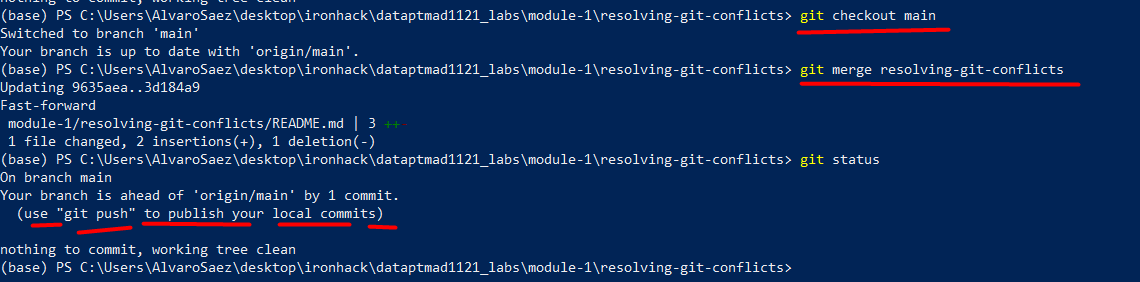 nothing to commit, working tree clean
(base) PS C:\Users\AlvaroSaez\desktop\ironhack\dataptmad1121_labs\module-1\resolving-git-conflicts> git checkout main
Switched to branch 'main'
Your branch is up to date with 'origin/main'.
(base) PS C:\Users\AlvaroSaez\desktop\ironhack\dataptmad1121_labs\module-1\resolving-git-conflicts> git merge resolving-git-conflicts
Updating 9635aea..3d184a9
Fast-forward
 module-1/resolving-git-conflicts/README.md | 3 ++-
 1 file changed, 2 insertions(+), 1 deletion(-)
(base) PS C:\Users\AlvaroSaez\desktop\ironhack\dataptmad1121_labs\module-1\resolving-git-conflicts> git status
On branch main
Your branch is ahead of 'origin/main' by 1 commit.
  (use "git push" to publish your local commits)
nothing to commit, working tree clean
(base) PS C:\Users\AlvaroSaez\desktop\ironhack\dataptmad1121_labs\module-1\resolving-git-conflicts>